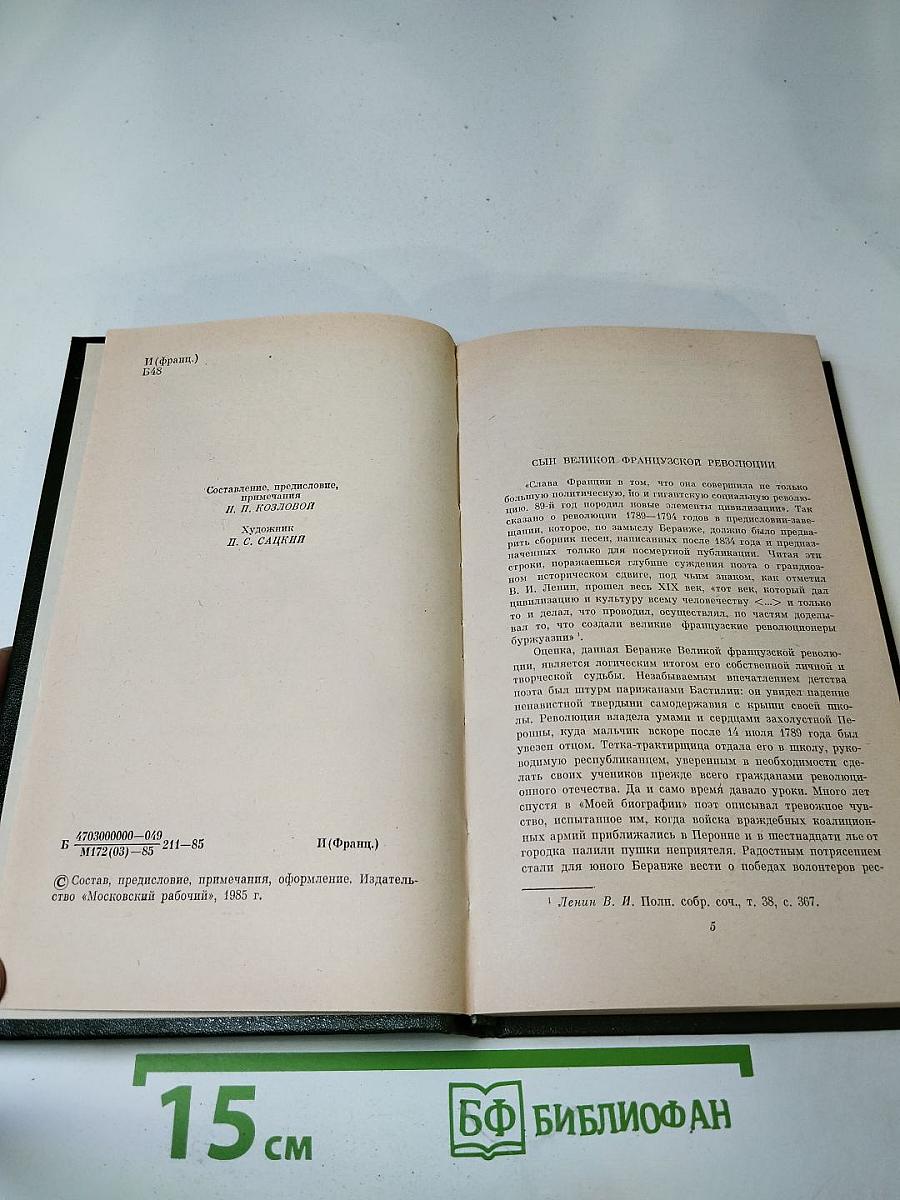 И(франц.)
Б48
Составление, предисловие,
примечания
Н. П. КОЗЛОВОЙ
Художник
П. С. САЦКИЙ
Б 4703000000—049 211—85 И(Франц.)
М172(03)—85
© Состав, предисловие, примечания, оформление. Издатель-
ство «Московский рабочий», 1985 г.
СЫН ВЕЛИКОЙ ФРАНЦУЗСКОЙ РЕВОЛЮЦИИ
«Слава Франции в том, что она совершила не только
большую политическую, но и гигантскую социальную револю-
цию. 89-й год породил новые элементы цивилизации». Так
сказано о революции 1789—1794 годов в предисловии-заве-
щании, которое, по замыслу Беранже, должно было предва-
рить сборник песен, написанных после 1834 года и предназ-
наченных только для посмертной публикации. Читая эти
строки, поражаешься глубине суждения поэта о грандиоз-
ном историческом сдвиге, под чьим знаком, как отметил
В. И. Ленин, прошел весь XIX век, «тот век, который дал
цивилизацию и культуру всему человечеству <...> и только
то и делал, что проводил, осуществлял по частям доделы-
вал то, что создали великие французские революционеры
буржуазии» ¹.
Оценка, данная Беранже Великой французской револю-
ции, является логическим итогом его собственной личной и
творческой судьбы. Незабываемым впечатлением детства
поэта был штурм парижанами Бастилии: он увидел падение
ненавистной твердыни самодержавия с крыши своей шко-
лы. Революция владела умами и сердцами захолустной Пе-
ронны, куда мальчик вскоре после 14 июля 1789 года был
увезен отцом. Тетка-трактирщица отдала его в школу, руко-
водимую республиканцем, уверенным в необходимости сде-
лать своих учеников прежде всего гражданами революци-
онного отечества. Да и само время давало уроки. Много лет
спустя в «Моей биографии» поэт описывал тревожное чув-
ство, испытанное им, когда войска враждебных коалицион-
ных армий приближались к Перонне и в шестнадцати лье от
городка палили пушки неприятеля. Радостным потрясением
стали для юного Беранже вести о победах волонтеров рес-
¹ Ленин В. И. Полн. собр. соч., т. 38, с. 367.
5
15 см
БФ БИБЛИОФАН